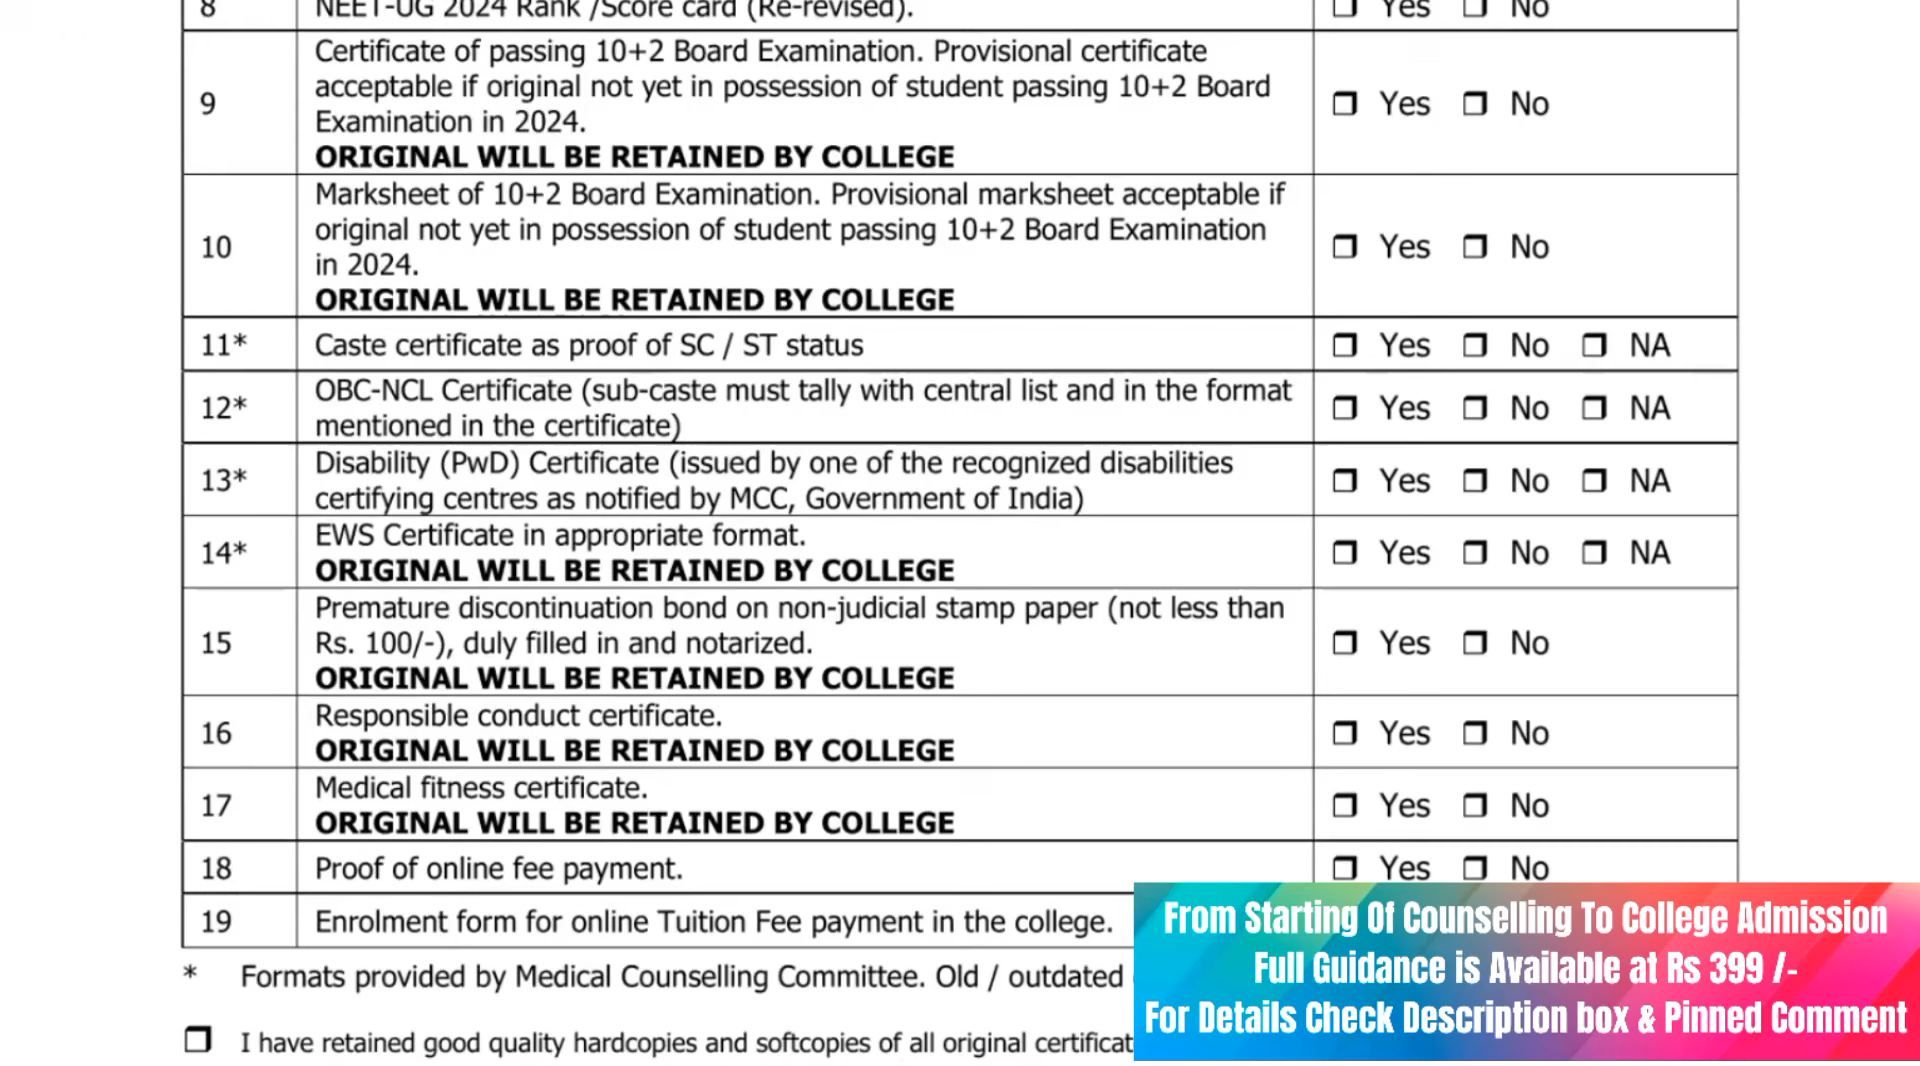 8 NEET-UG 2024 Rank /Score card (Re-revised). ❒ Yes ❒ No
Certificate of passing 10+2 Board Examination. Provisional certificate
acceptable if original not yet in possession of student passing 10+2 Board
9 ❒ Yes ❒ No
Examination in 2024.
ORIGINAL WILL BE RETAINED BY COLLEGE
Marksheet of 10+2 Board Examination. Provisional marksheet acceptable if
original not yet in possession of student passing 10+2 Board Examination
10 ❒ Yes ❒ No
in 2024.
ORIGINAL WILL BE RETAINED BY COLLEGE
11* Caste certificate as proof of SC / ST status ❒ Yes ❒ No ❒ NA
OBC-NCL Certificate (sub-caste must tally with central list and in the format
12* ❒ Yes ❒ No ❒ NA
mentioned in the certificate)
Disability (PwD) Certificate (issued by one of the recognized disabilities
13* ❒ Yes ❒ No ❒ NA
certifying centres as notified by MCC, Government of India)
EWS Certificate in appropriate format.
14* ❒ Yes ❒ No ❒ NA
ORIGINAL WILL BE RETAINED BY COLLEGE
Premature discontinuation bond on non-judicial stamp paper (not less than
15 Rs. 100/-), duly filled in and notarized. ❒ Yes ❒ No
ORIGINAL WILL BE RETAINED BY COLLEGE
Responsible conduct certificate.
16 ❒ Yes ❒ No
ORIGINAL WILL BE RETAINED BY COLLEGE
Medical fitness certificate.
17 ❒ Yes ❒ No
ORIGINAL WILL BE RETAINED BY COLLEGE
18 Proof of online fee payment. ❒ Yes ❒ No
19 Enrolment form for online Tuition Fee payment in the college.
* Formats provided by Medical Counselling Committee. Old / outdated
❒ I have retained good quality hardcopies and softcopies of all original
From Starting Of Counselling To College Admission
Full Guidance is Available at Rs 399 /-
For Details Check Description box & Pinned Comment